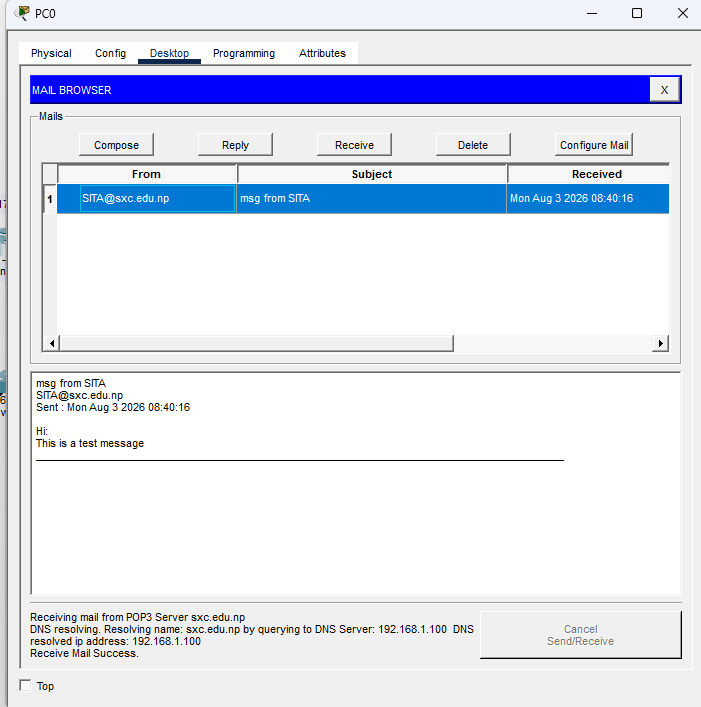 PC0
Physical Config Desktop Programming Attributes
MAIL BROWSER X
Mails
Compose Reply Receive Delete Configure Mail
From Subject Received
1 SITA@sxc.edu.np msg from SITA Mon Aug 3 2026 08:40:16
msg from SITA
SITA@sxc.edu.np
Sent : Mon Aug 3 2026 08:40:16
Hi:
This is a test message
Receiving mail from POP3 Server sxc.edu.np
DNS resolving. Resolving name: sxc.edu.np by querying to DNS Server: 192.168.1.100 DNS
resolved ip address: 192.168.1.100
Receive Mail Success.
Cancel
Send/Receive
Top